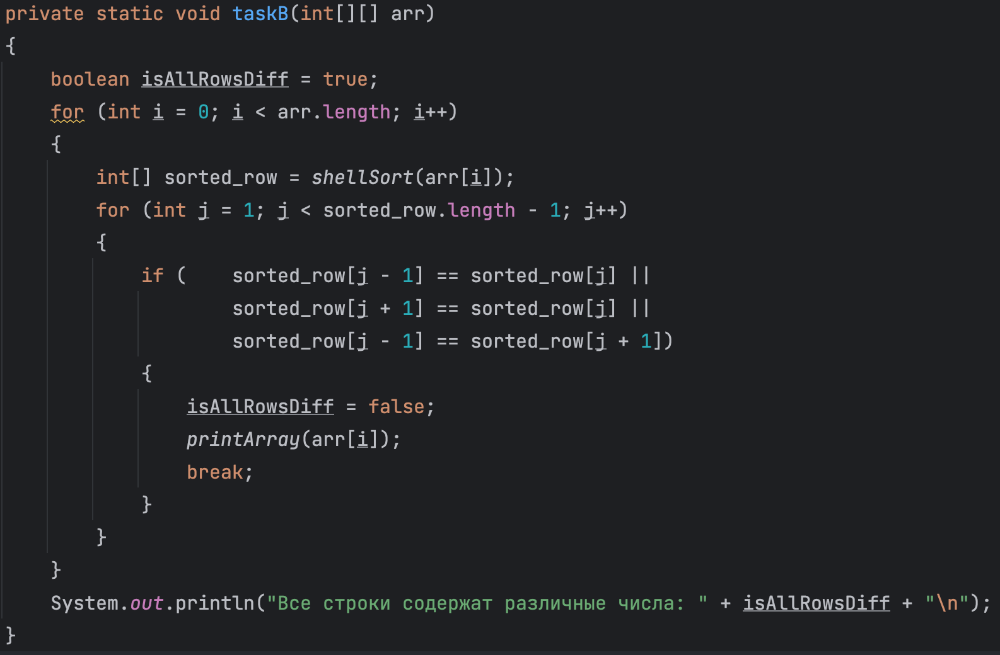 private static void taskB(int[][] arr)
{
    boolean isAllRowsDiff = true;
    for (int i = 0; i < arr.length; i++)
    {
        int[] sorted_row = shellSort(arr[i]);
        for (int j = 1; j < sorted_row.length - 1; j++)
        {
            if (    sorted_row[j - 1] == sorted_row[j] ||
                    sorted_row[j + 1] == sorted_row[j] ||
                    sorted_row[j - 1] == sorted_row[j + 1])
            {
                isAllRowsDiff = false;
                printArray(arr[i]);
                break;
            }
        }
    }
    System.out.println("Все строки содержат различные числа: " + isAllRowsDiff + "\n");
}